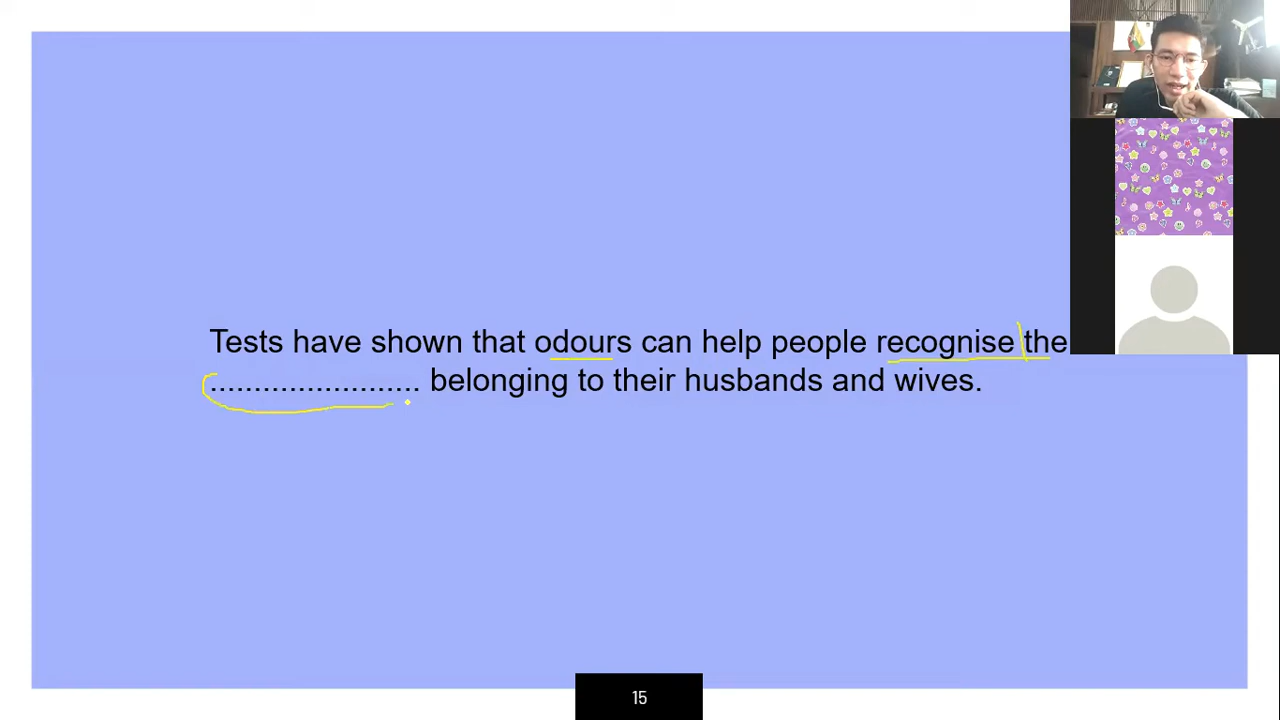 Tests have shown that odours can help people recognise the
........................ belonging to their husbands and wives.
15